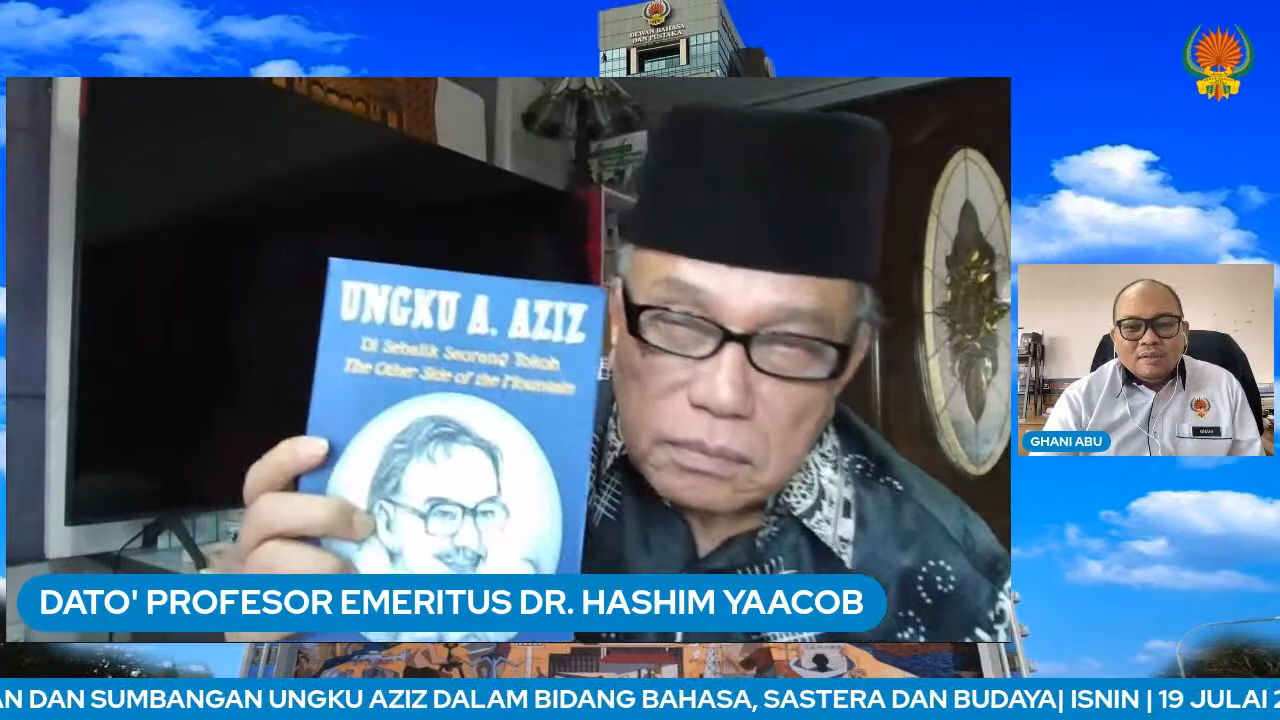 DEWAN BAHASA
DAN PUSTAKA
UNGKU A. AZIZ
Di Sebalik Seorang Tokoh
The Other Side of the Mountain
GHANI ABU
GHANI
DATO' PROFESOR EMERITUS DR. HASHIM YAACOB
AN DAN SUMBANGAN UNGKU AZIZ DALAM BIDANG BAHASA, SASTERA DAN BUDAYA| ISNIN | 19 JULAI 2